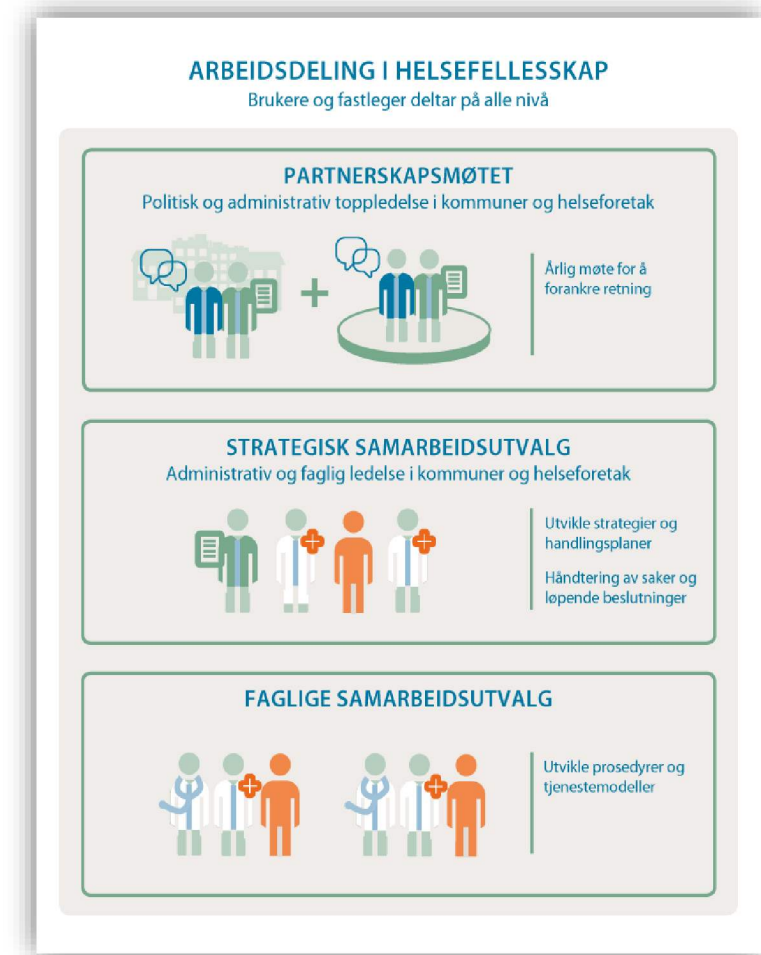 ARBEIDSDELING I HELSEFELLESSKAP
Brukere og fastleger deltar på alle nivå
PARTNERSKAPSMØTET
Politisk og administrativ toppledelse i kommuner og helseforetak
Årlig møte for å
forankre retning
STRATEGISK SAMARBEIDSUTVALG
Administrativ og faglig ledelse i kommuner og helseforetak
Utvikle strategier og
handlingsplaner
Håndtering av saker og
løpende beslutninger
FAGLIGE SAMARBEIDSUTVALG
Utvikle prosedyrer og
tjenestemodeller